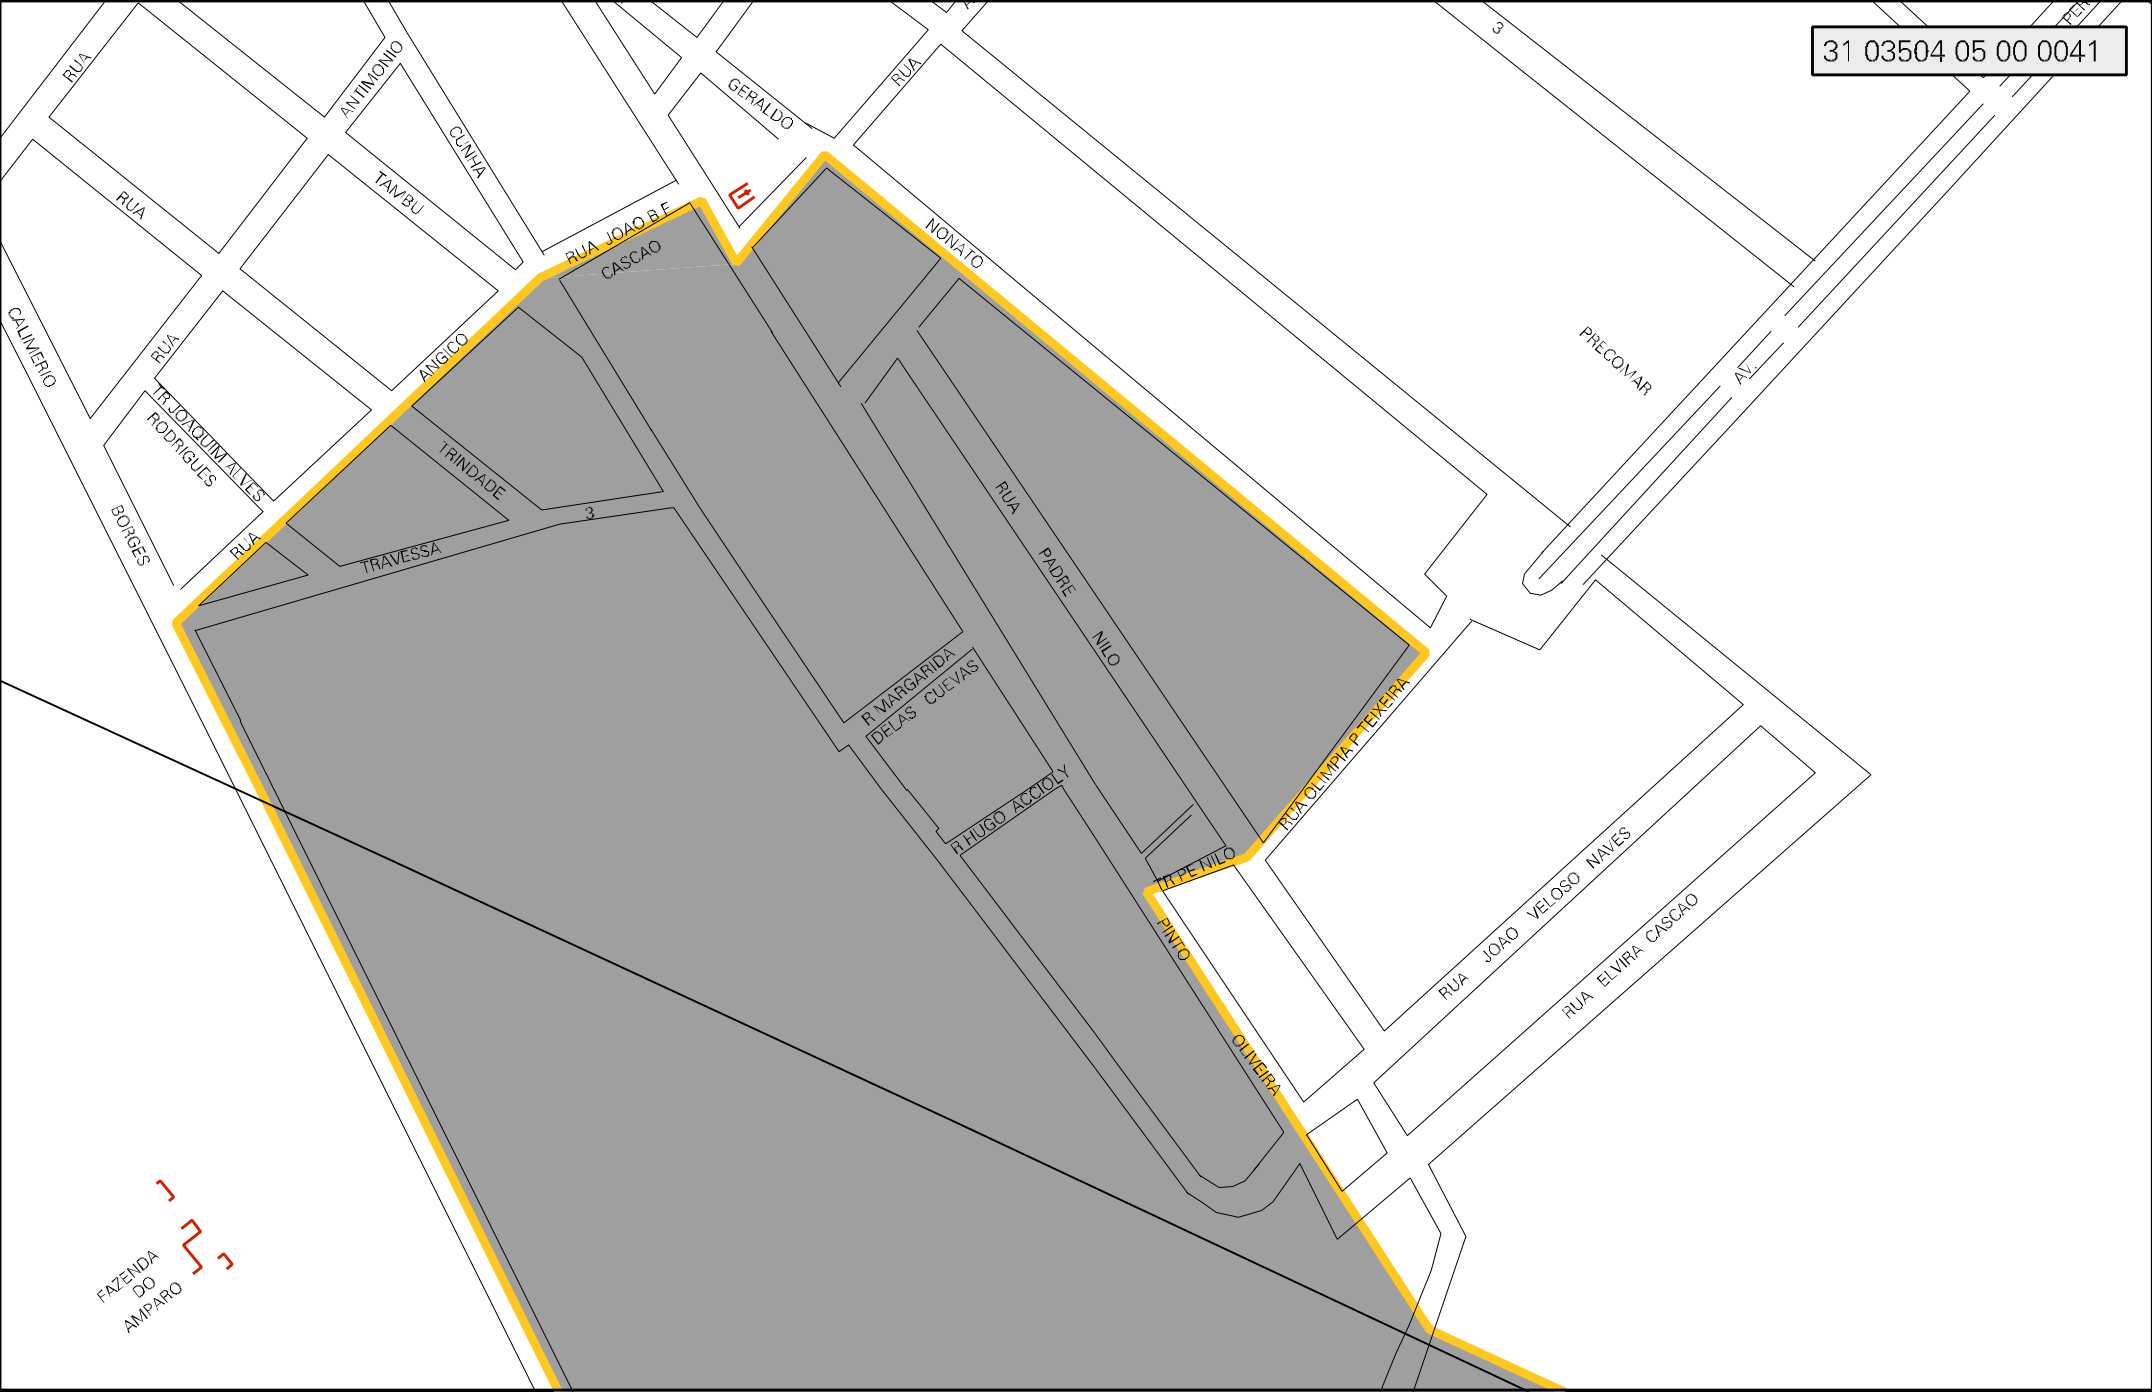 31 03504 05 00 0041
3
RUA
ANTIMONIO
CUNHA
GERALDO
RUA
TAMBU
RUA
RUA JOAO B F
CASCAO
NONATO
CALIMERIO
RUA
ANGICO
PRECOMAR
AV.
TR JOAQUIM ALVES
RODRIGUES
TRINDADE
3
RUA
PADRE
NILO
BORGES
RUA
TRAVESSA
R MARGARIDA
DELAS CUEVAS
RUA OLIMPIA P TEIXEIRA
R HUGO ACCIOLY
TR PE NILO
PINTO
OLIVEIRA
RUA JOAO VELOSO NAVES
RUA ELVIRA CASCAO
FAZENDA
DO
AMPARO